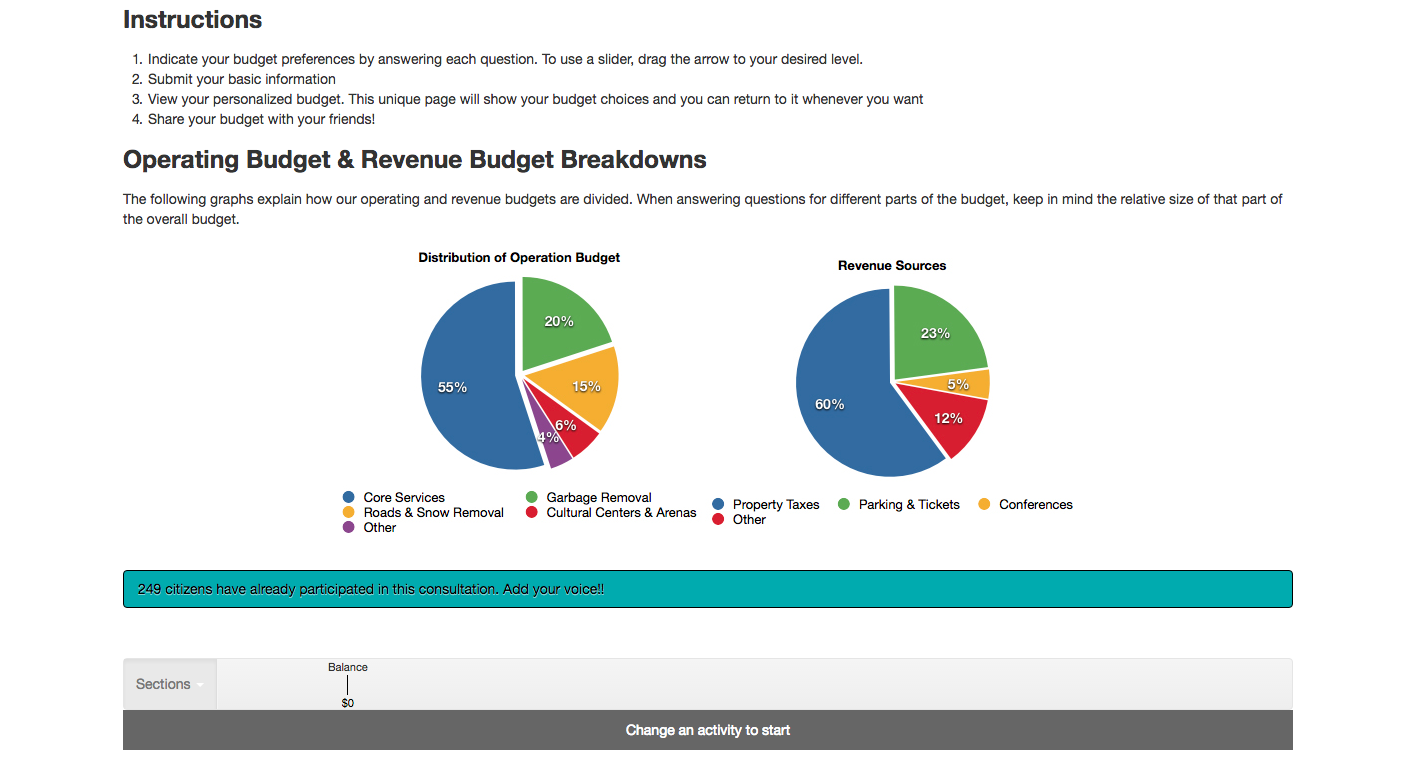 Instructions
1. Indicate your budget preferences by answering each question. To use a slider, drag the arrow to your desired level.
2. Submit your basic information
3. View your personalized budget. This unique page will show your budget choices and you can return to it whenever you want
4. Share your budget with your friends!
Operating Budget & Revenue Budget Breakdowns
The following graphs explain how our operating and revenue budgets are divided. When answering questions for different parts of the budget, keep in mind the relative size of that part of
the overall budget.
Distribution of Operation Budget
20%
15%
55%
6%
4%
Core Services
Garbage Removal
Roads & Snow Removal
Cultural Centers & Arenas
Other
Revenue Sources
23%
5%
60%
12%
Property Taxes
Parking & Tickets
Conferences
Other
249 citizens have already participated in this consultation. Add your voice!!
Sections
Balance
$0
Change an activity to start